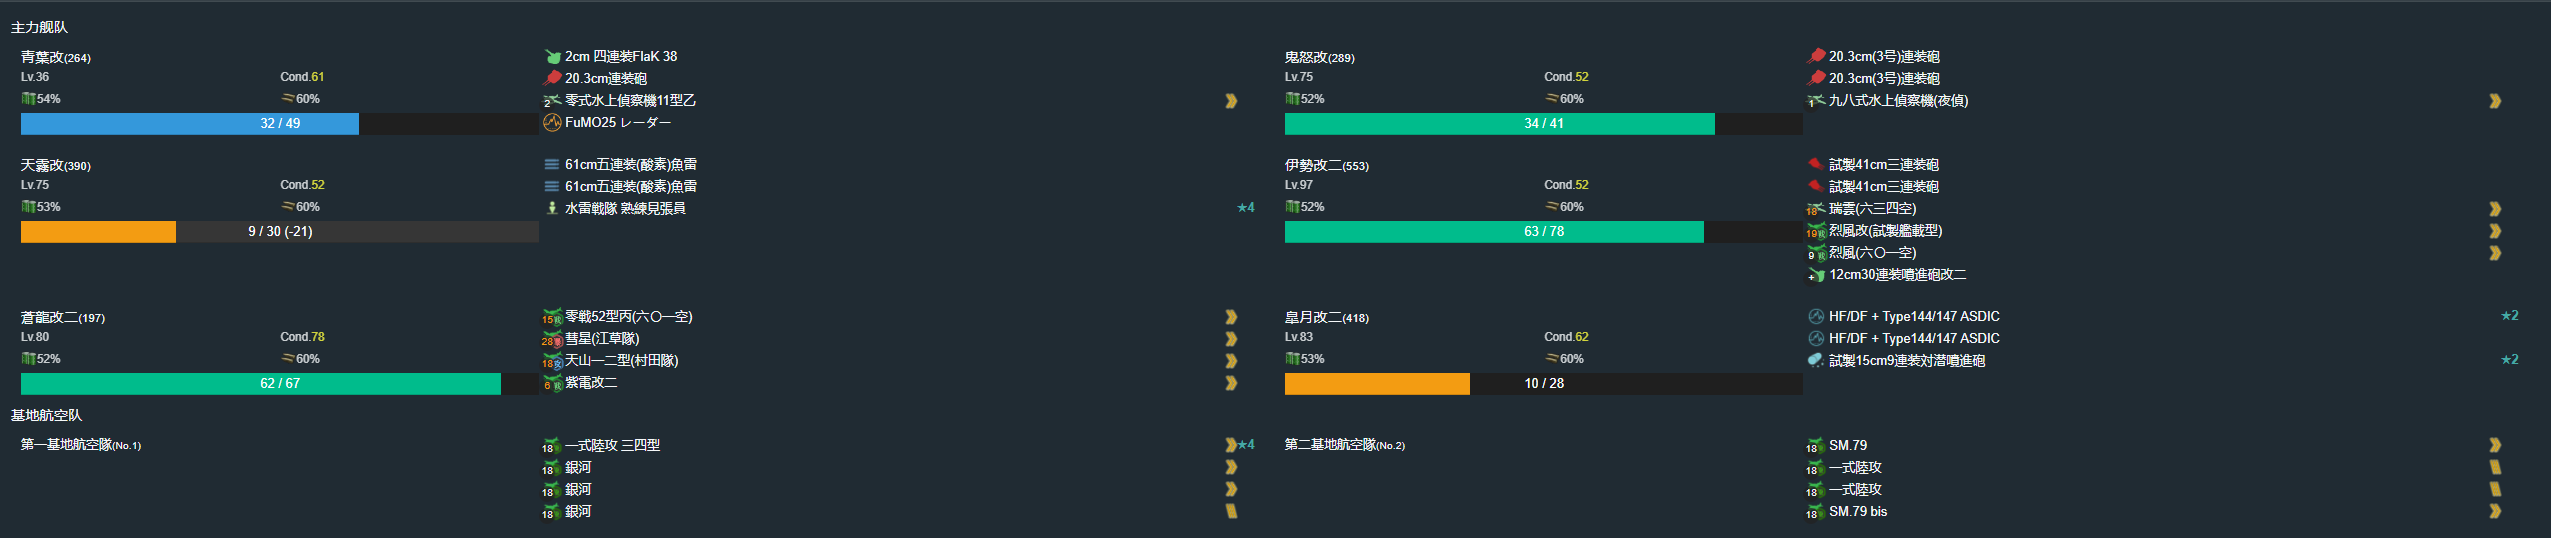 主力舰队
青葉改(264)
Lv.36 Cond.61
54% 60%
32 / 49
2cm 四連装FlaK 38
20.3cm連装砲
2 零式水上偵察機11型乙
FuMO25 レーダー
鬼怒改(289)
Lv.75 Cond.52
52% 60%
34 / 41
20.3cm(3号)連装砲
20.3cm(3号)連装砲
1 九八式水上偵察機(夜偵)
天霧改(390)
Lv.75 Cond.52
53% 60%
9 / 30 (-21)
61cm五連装(酸素)魚雷
61cm五連装(酸素)魚雷
水雷戦隊 熟練見張員 ★4
伊勢改二(553)
Lv.97 Cond.52
52% 60%
63 / 78
試製41cm三連装砲
試製41cm三連装砲
18 瑞雲(六三四空)
19 烈風改(試製艦載型)
9 烈風(六〇一空)
+ 12cm30連装噴進砲改二
蒼龍改二(197)
Lv.80 Cond.78
52% 60%
62 / 67
15 零戦52型丙(六〇一空)
28 彗星(江草隊)
18 天山一二型(村田隊)
6 紫電改二
皐月改二(418)
Lv.83 Cond.62
53% 60%
10 / 28
HF/DF + Type144/147 ASDIC ★2
HF/DF + Type144/147 ASDIC
試製15cm9連装対潜噴進砲 ★2
基地航空队
第一基地航空隊(No.1)
18 一式陸攻 三四型 ★4
18 銀河
18 銀河
18 銀河
第二基地航空隊(No.2)
18 SM.79
18 一式陸攻
18 一式陸攻
18 SM.79 bis